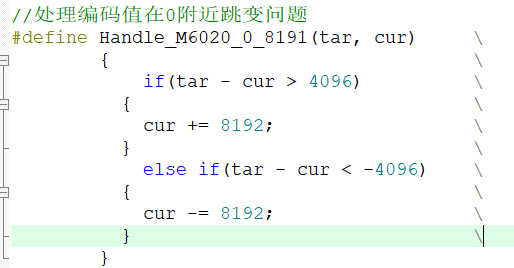 //处理编码值在0附近跳变问题
#define Handle_M6020_0_8191(tar, cur) \
{ \
if(tar - cur > 4096) \
{ \
cur += 8192; \
} \
else if(tar - cur < -4096) \
{ \
cur -= 8192; \
} \
}